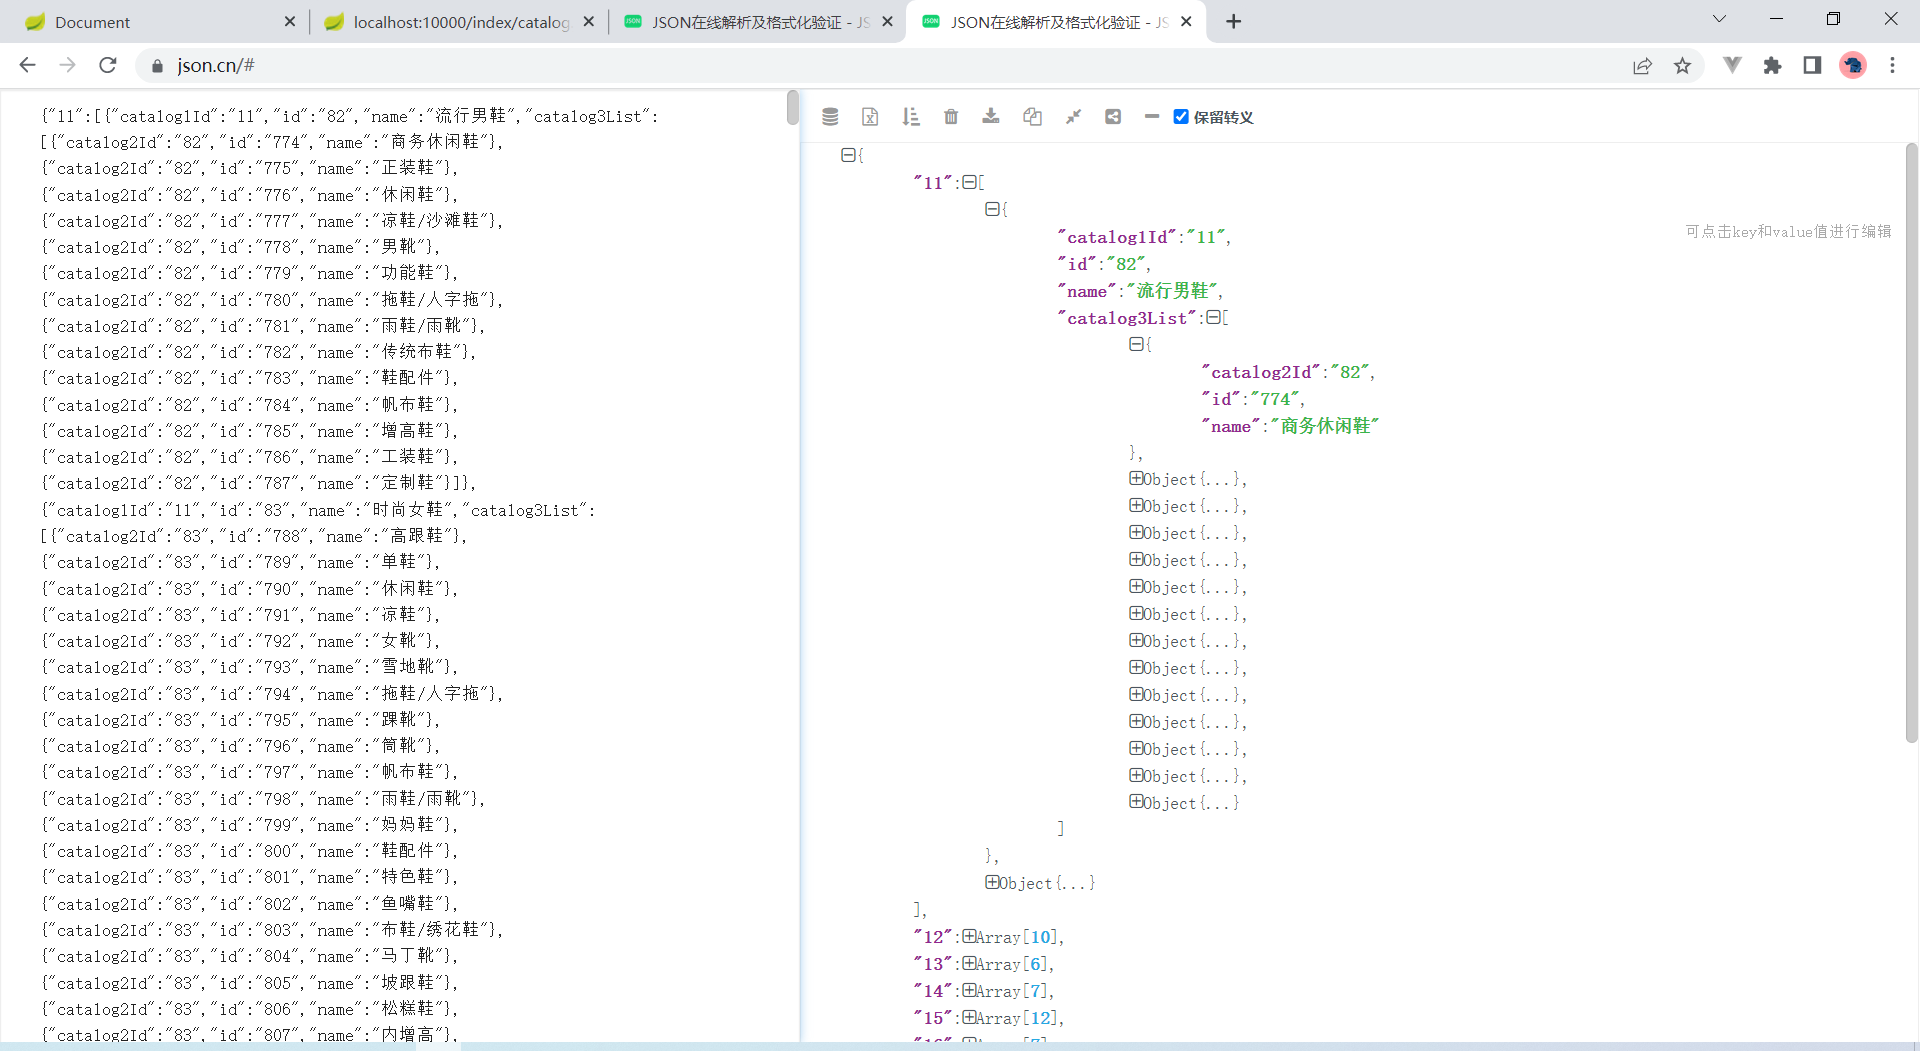 Document
localhost:10000/index/catalog
JSON在线解析及格式化验证 - JS
JSON在线解析及格式化验证 - JS
json.cn/#
{"11":[{"catalog1Id":"11","id":"82","name":"流行男鞋","catalog3List":
[{"catalog2Id":"82","id":"774","name":"商务休闲鞋"},
{"catalog2Id":"82","id":"775","name":"正装鞋"},
{"catalog2Id":"82","id":"776","name":"休闲鞋"},
{"catalog2Id":"82","id":"777","name":"凉鞋/沙滩鞋"},
{"catalog2Id":"82","id":"778","name":"男靴"},
{"catalog2Id":"82","id":"779","name":"功能鞋"},
{"catalog2Id":"82","id":"780","name":"拖鞋/人字拖"},
{"catalog2Id":"82","id":"781","name":"雨鞋/雨靴"},
{"catalog2Id":"82","id":"782","name":"传统布鞋"},
{"catalog2Id":"82","id":"783","name":"鞋配件"},
{"catalog2Id":"82","id":"784","name":"帆布鞋"},
{"catalog2Id":"82","id":"785","name":"增高鞋"},
{"catalog2Id":"82","id":"786","name":"工装鞋"},
{"catalog2Id":"82","id":"787","name":"定制鞋"}]},
{"catalog1Id":"11","id":"83","name":"时尚女鞋","catalog3List":
[{"catalog2Id":"83","id":"788","name":"高跟鞋"},
{"catalog2Id":"83","id":"789","name":"单鞋"},
{"catalog2Id":"83","id":"790","name":"休闲鞋"},
{"catalog2Id":"83","id":"791","name":"凉鞋"},
{"catalog2Id":"83","id":"792","name":"女靴"},
{"catalog2Id":"83","id":"793","name":"雪地靴"},
{"catalog2Id":"83","id":"794","name":"拖鞋/人字拖"},
{"catalog2Id":"83","id":"795","name":"踝靴"},
{"catalog2Id":"83","id":"796","name":"筒靴"},
{"catalog2Id":"83","id":"797","name":"帆布鞋"},
{"catalog2Id":"83","id":"798","name":"雨鞋/雨靴"},
{"catalog2Id":"83","id":"799","name":"妈妈鞋"},
{"catalog2Id":"83","id":"800","name":"鞋配件"},
{"catalog2Id":"83","id":"801","name":"特色鞋"},
{"catalog2Id":"83","id":"802","name":"鱼嘴鞋"},
{"catalog2Id":"83","id":"803","name":"布鞋/绣花鞋"},
{"catalog2Id":"83","id":"804","name":"马丁靴"},
{"catalog2Id":"83","id":"805","name":"坡跟鞋"},
{"catalog2Id":"83","id":"806","name":"松糕鞋"},
{"catalog2Id":"83","id":"807","name":"内增高"},
保留转义
可点击key和value值进行编辑
{
"11":[
{
"catalog1Id":"11",
"id":"82",
"name":"流行男鞋",
"catalog3List":[
{
"catalog2Id":"82",
"id":"774",
"name":"商务休闲鞋"
},
Object{...},
Object{...},
Object{...},
Object{...},
Object{...},
Object{...},
Object{...},
Object{...},
Object{...},
Object{...},
Object{...},
Object{...},
Object{...}
]
},
Object{...}
],
"12":Array[10],
"13":Array[6],
"14":Array[7],
"15":Array[12],